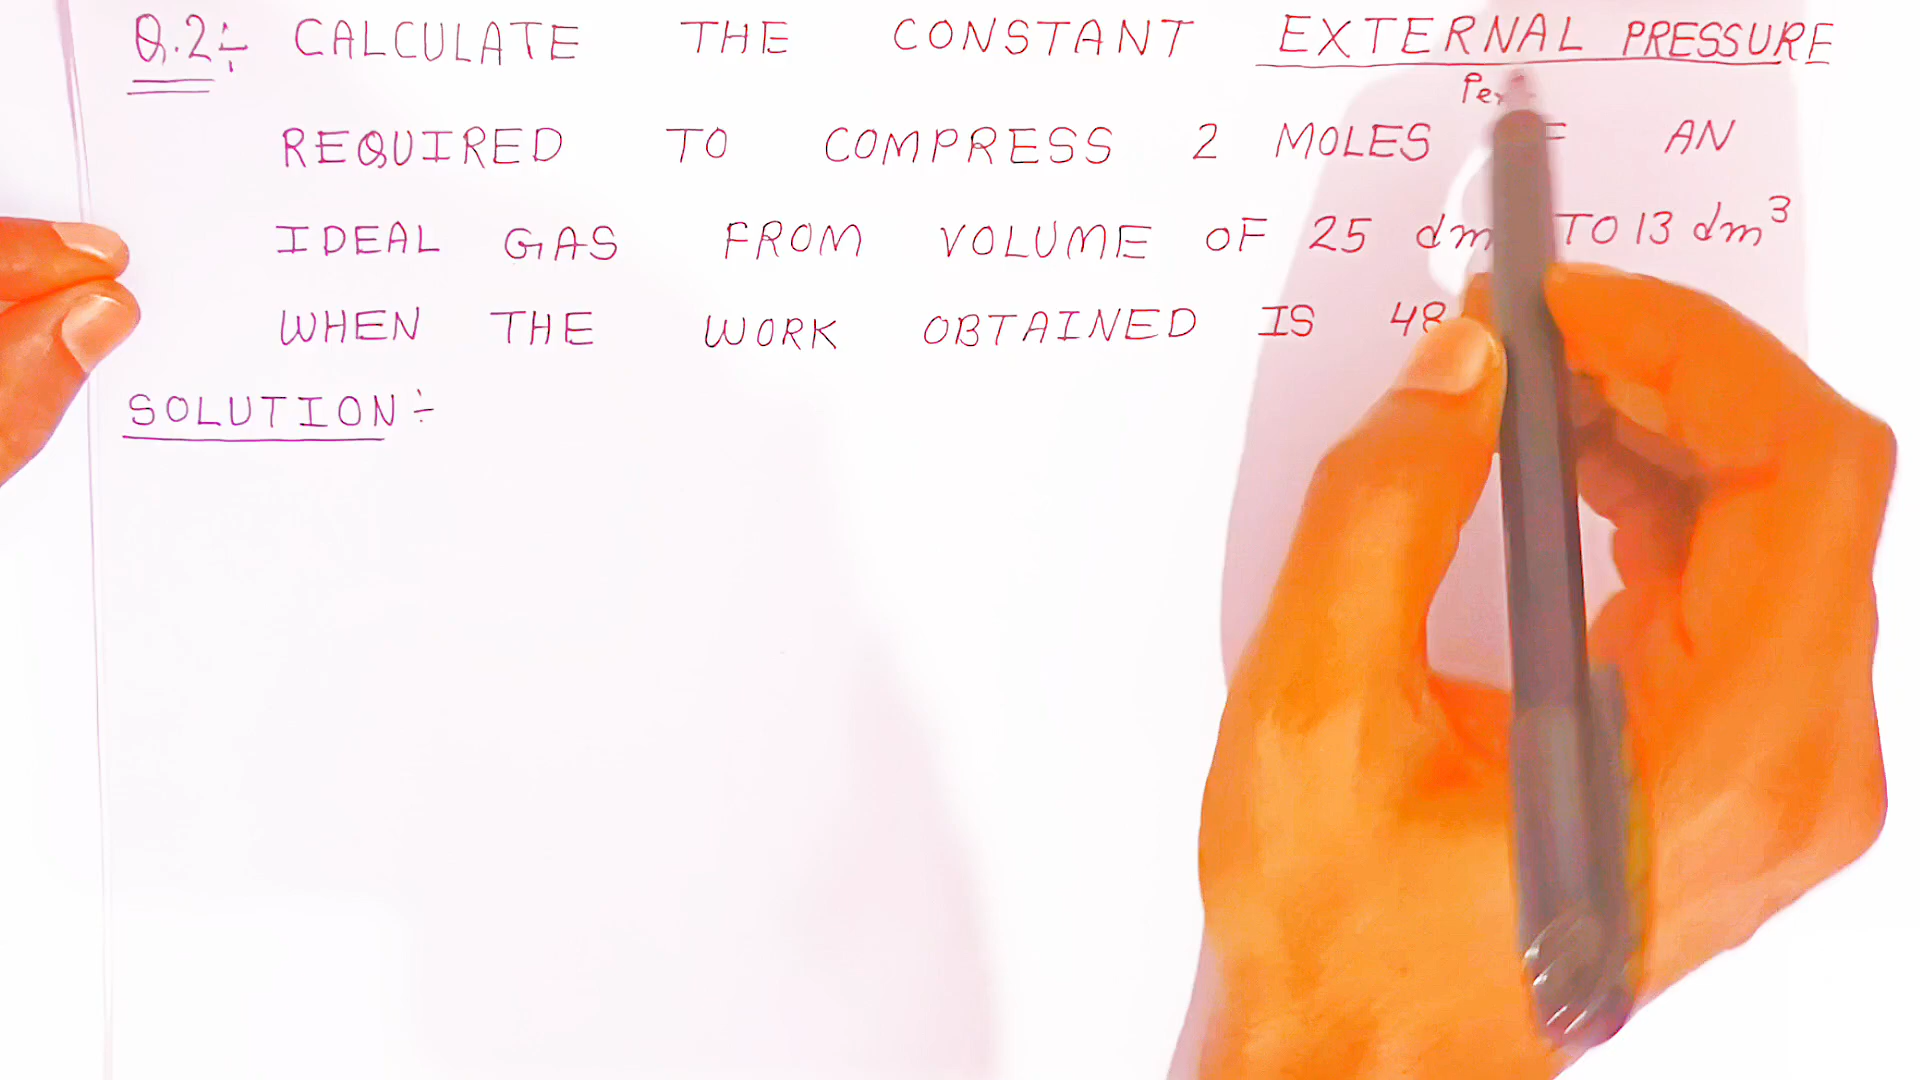 Q.2:- CALCULATE THE CONSTANT EXTERNAL PRESSURE
Pex
REQUIRED TO COMPRESS 2 MOLES AN
IDEAL GAS FROM VOLUME OF 25 dm TO 13 dm³
WHEN THE WORK OBTAINED IS 48
SOLUTION :-